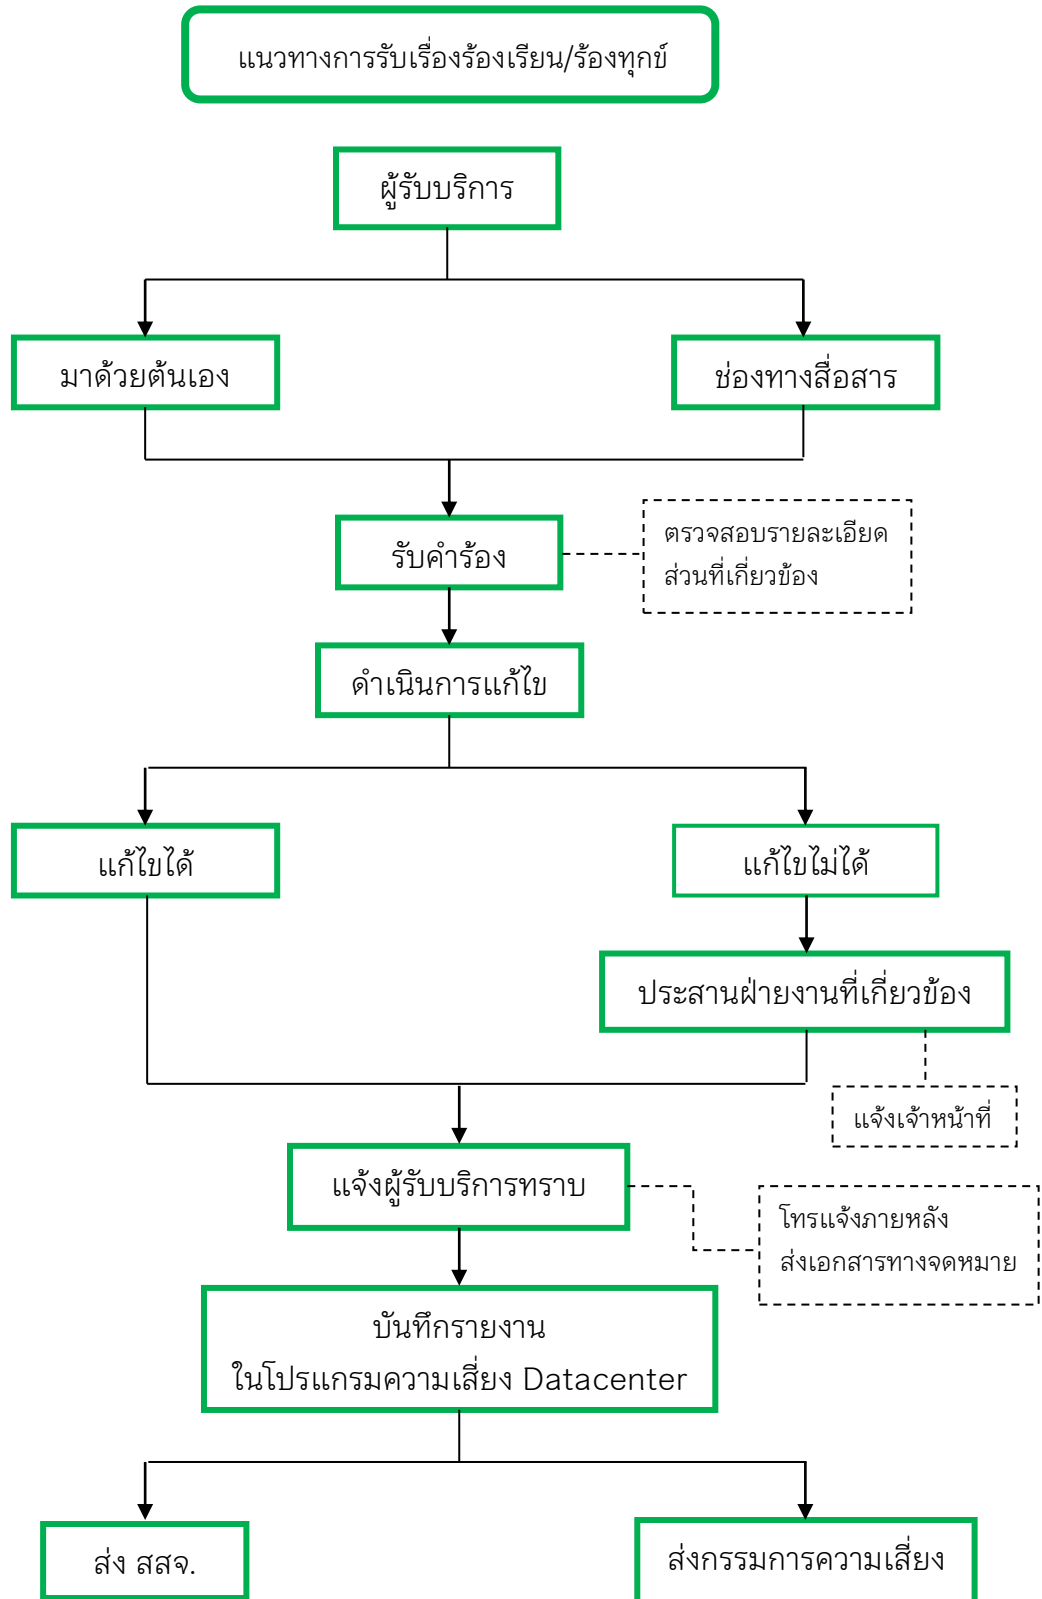 แนวทางการรับเรื่องร้องเรียน/ร้องทุกข์
ผู้รับบริการ
มาด้วยตนเอง
ช่องทางสื่อสาร
รับคำร้อง
ตรวจสอบรายละเอียด
ส่วนที่เกี่ยวข้อง
ดำเนินการแก้ไข
แก้ไขได้
แก้ไขไม่ได้
ประสานฝ่ายงานที่เกี่ยวข้อง
แจ้งเจ้าหน้าที่
แจ้งผู้รับบริการทราบ
โทรแจ้งภายหลัง
ส่งเอกสารทางจดหมาย
บันทึกรายงาน
ในโปรแกรมความเสี่ยง Datacenter
ส่ง สสจ.
ส่งกรรมการความเสี่ยง